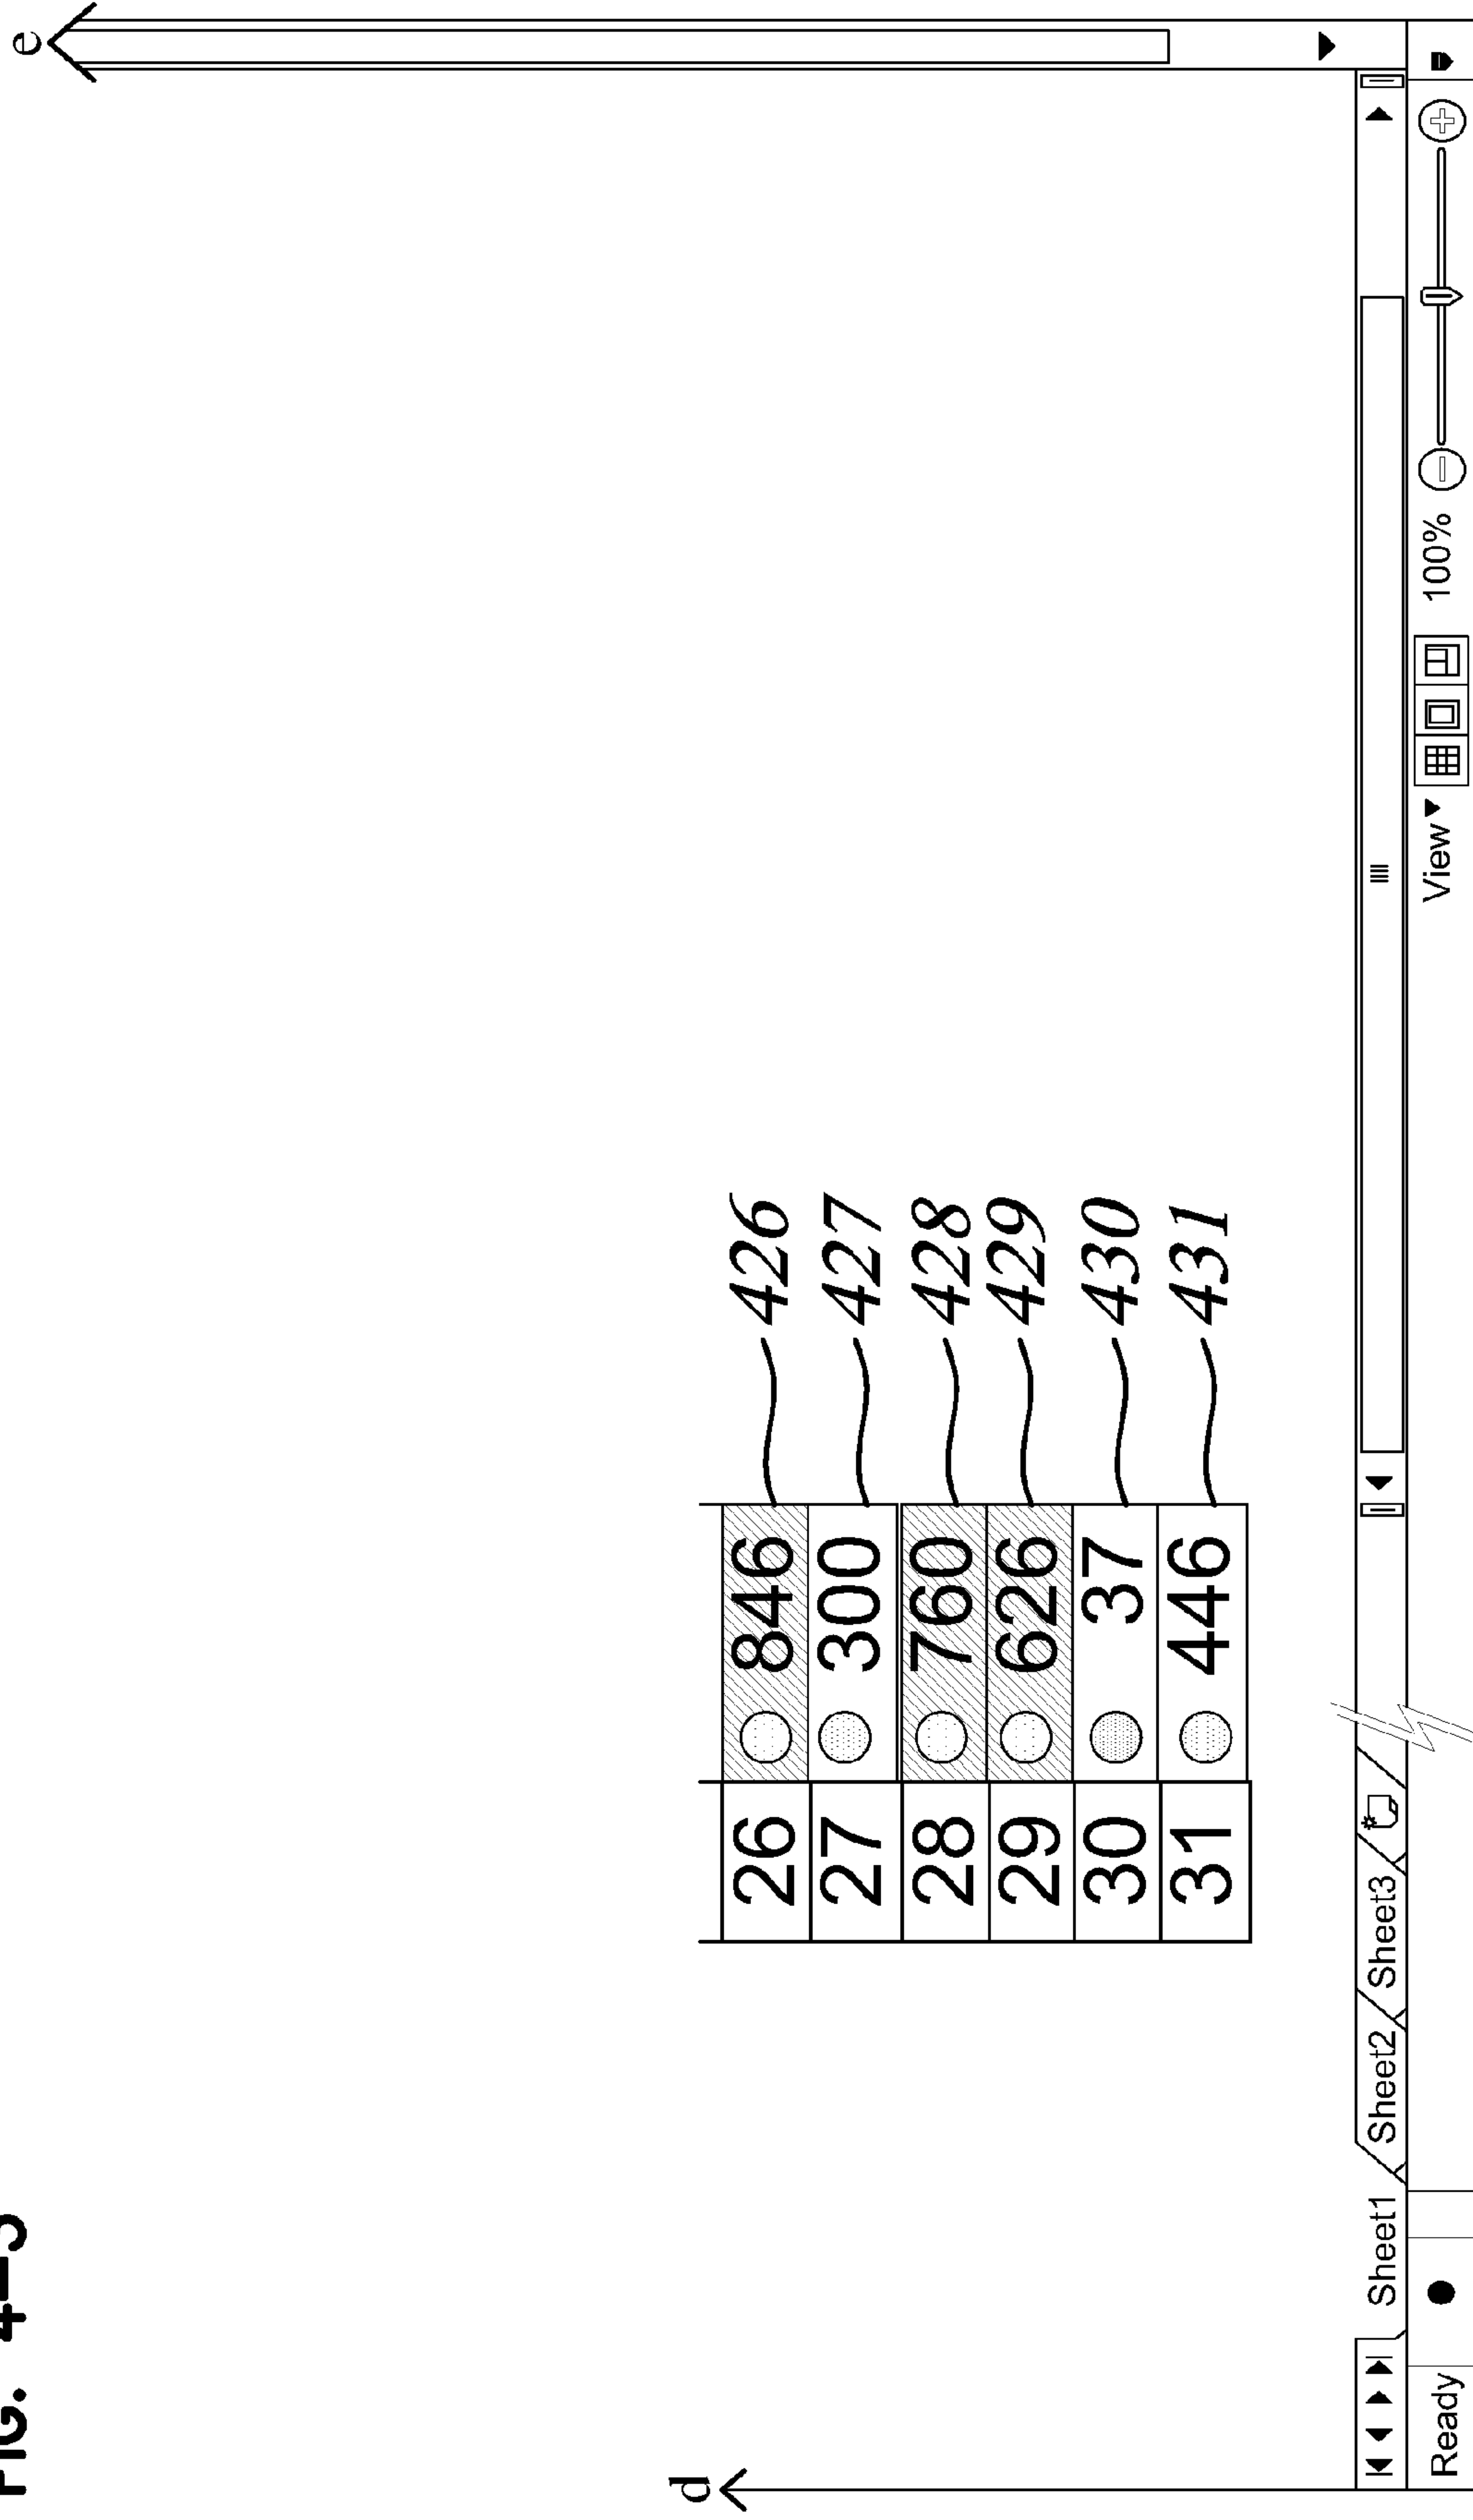 FIG. 4-3
e
d
26 846 426
27 300 427
28 760 428
29 626 429
30 37 430
31 446 431
Sheet1 Sheet2 Sheet3
Ready View 100%